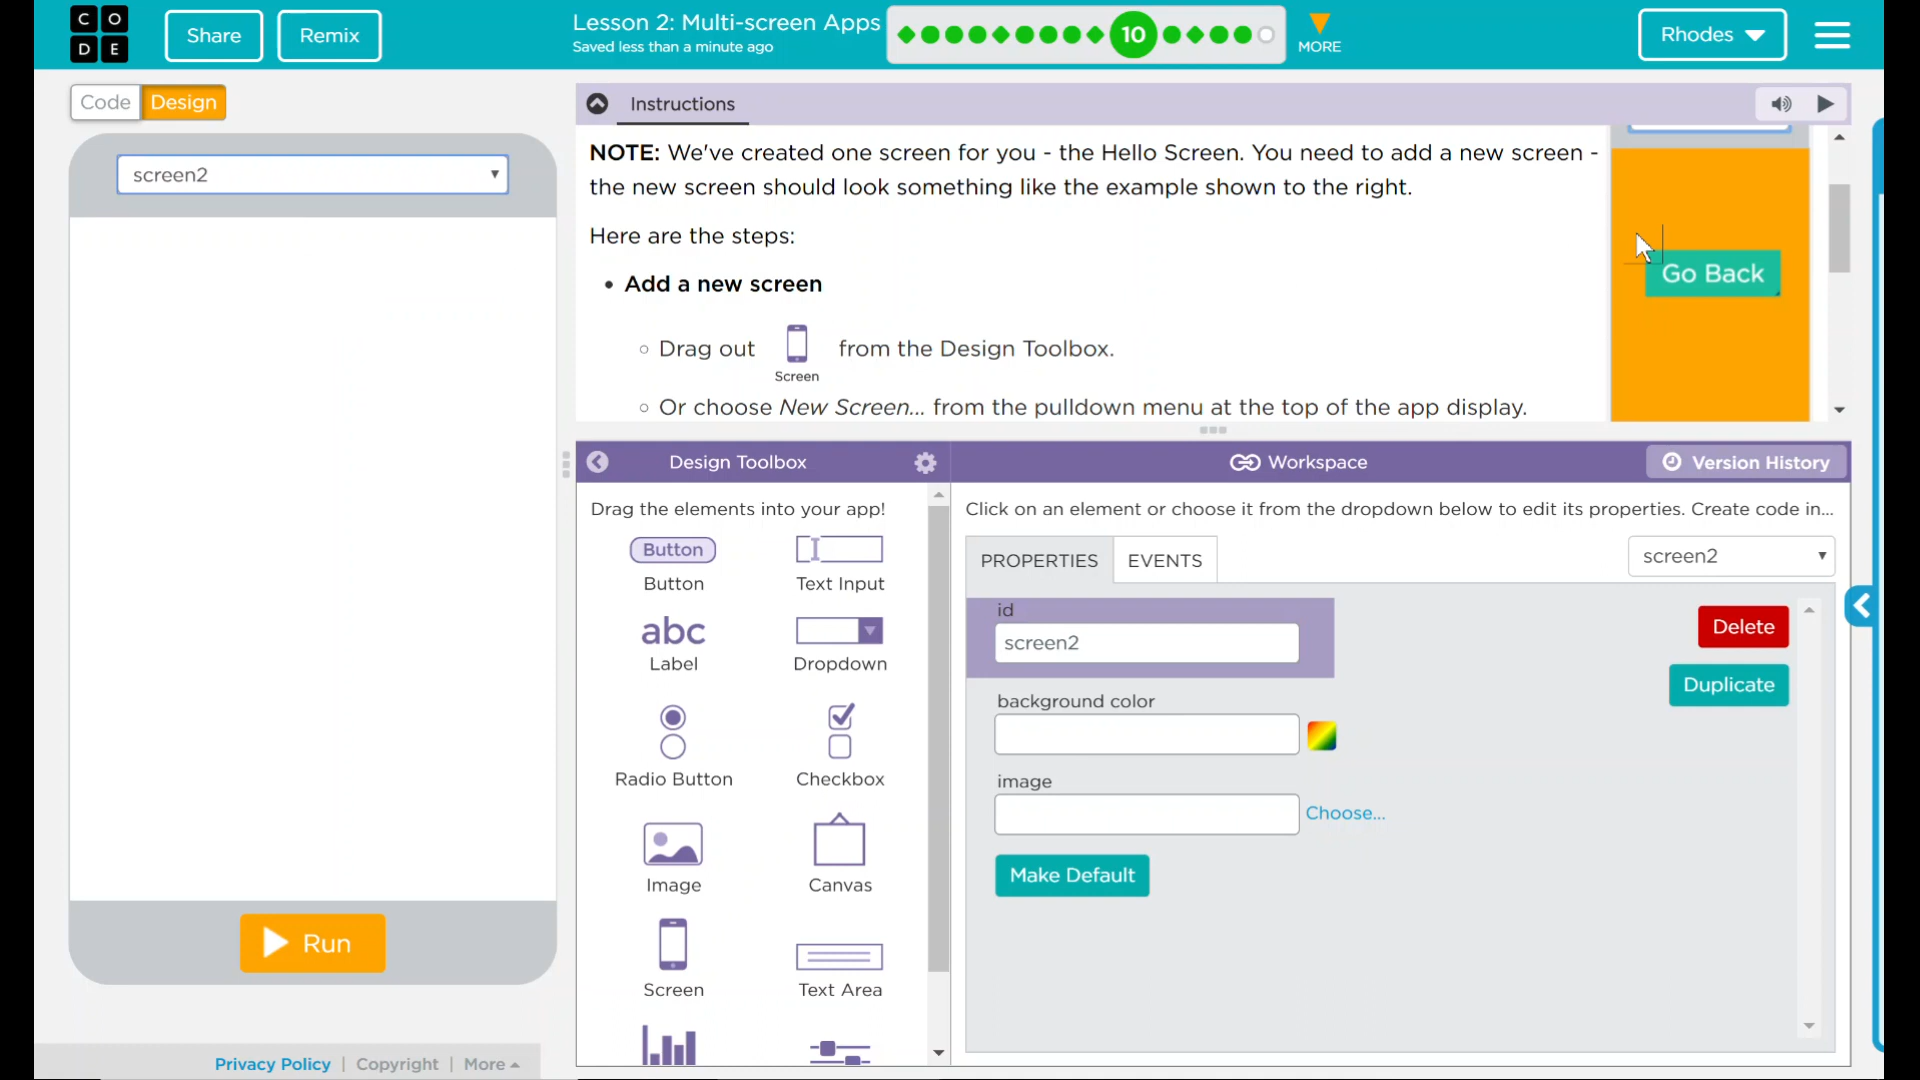 C O
D E
Share
Remix
Lesson 2: Multi-screen Apps
Saved less than a minute ago
10
MORE
Rhodes
Code
Design
screen2
Instructions
NOTE: We've created one screen for you - the Hello Screen. You need to add a new screen -
the new screen should look something like the example shown to the right.
Here are the steps:
Add a new screen
Drag out
Screen
from the Design Toolbox.
Or choose New Screen... from the pulldown menu at the top of the app display.
Go Back
Design Toolbox
Workspace
Version History
Drag the elements into your app!
Button
Button
Text Input
abc
Label
Dropdown
Radio Button
Checkbox
Image
Canvas
Screen
Text Area
Click on an element or choose it from the dropdown below to edit its properties. Create code in...
PROPERTIES
EVENTS
screen2
id
screen2
Delete
Duplicate
background color
image
Choose...
Make Default
Run
Privacy Policy | Copyright | More